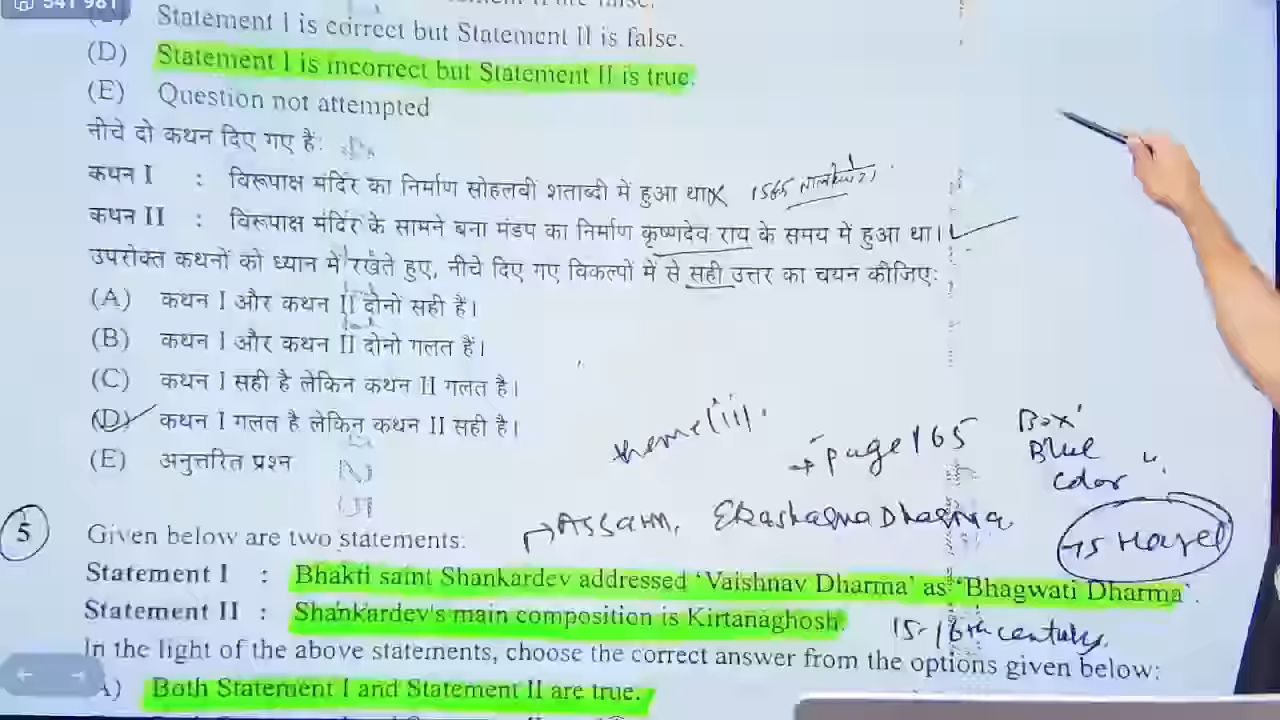 541 981
Statement I is correct but Statement II is false.
(D) Statement I is incorrect but Statement II is true.
(E) Question not attempted
नीचे दो कथन दिए गए हैं:
कथन I : विरूपाक्ष मंदिर का निर्माण सोहलवीं शताब्दी में हुआ था। 1565
कथन II : विरूपाक्ष मंदिर के सामने बना मंडप का निर्माण कृष्णदेव राय के समय में हुआ था।
उपरोक्त कथनों को ध्यान में रखते हुए, नीचे दिए गए विकल्पों में से सही उत्तर का चयन कीजिए:
(A) कथन I और कथन II दोनों सही हैं।
(B) कथन I और कथन II दोनो गलत हैं।
(C) कथन I सही है लेकिन कथन II गलत है।
(D) कथन I गलत है लेकिन कथन II सही है।
(E) अनुत्तरित प्रश्न
theme (ii).
→ page 165
Box
Blue
color
→ Assam, Ekasharna Dharma
5 Given below are two statements:
Statement I : Bhakti saint Shankardev addressed 'Vaishnav Dharma' as 'Bhagwati Dharma'.
Statement II : Shankardev's main composition is Kirtanaghosh.
15-16th century.
In the light of the above statements, choose the correct answer from the options given below:
A) Both Statement I and Statement II are true.